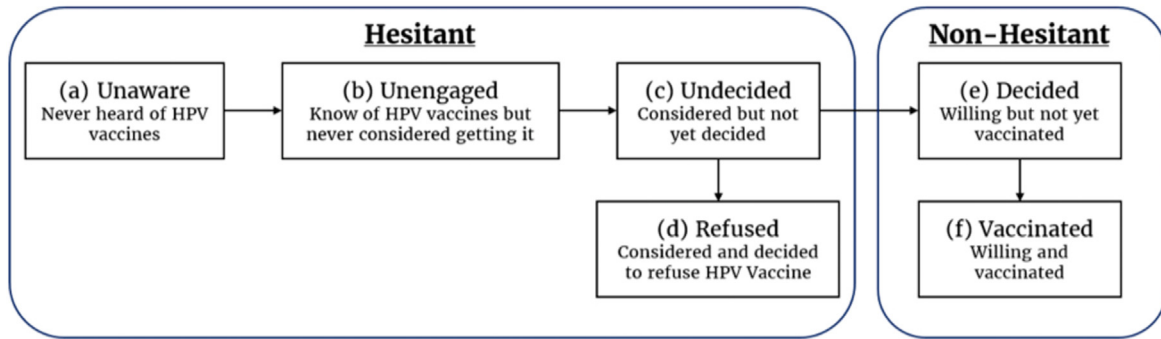 Hesitant
(a) Unaware
Never heard of HPV
vaccines
(b) Unengaged
Know of HPV vaccines but
never considered getting it
(c) Undecided
Considered but not
yet decided
(d) Refused
Considered and decided
to refuse HPV Vaccine
Non-Hesitant
(e) Decided
Willing but not yet
vaccinated
(f) Vaccinated
Willing and
vaccinated